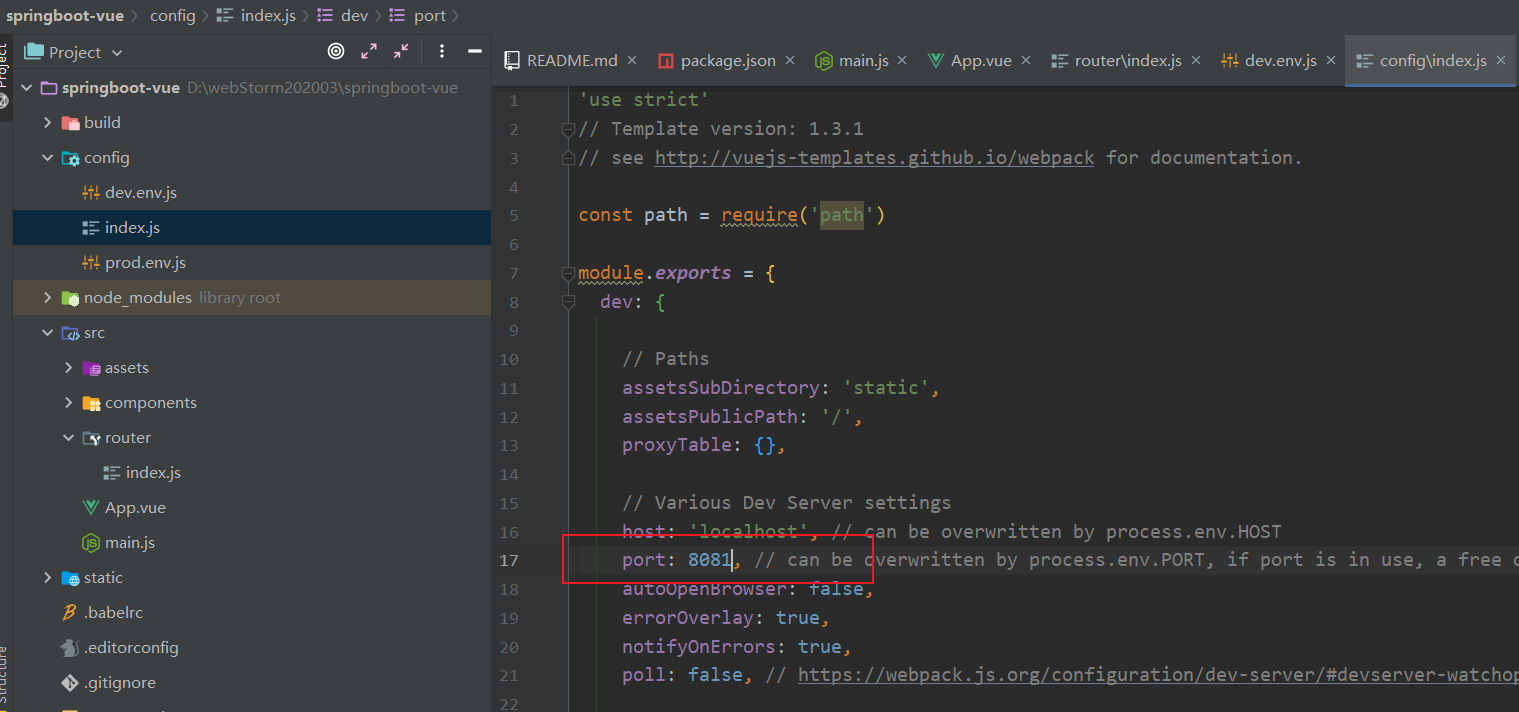 springboot-vue config index.js dev port
Project
README.md package.json main.js App.vue router\index.js dev.env.js config\index.js
Project
springboot-vue D:\webStorm202003\springboot-vue
build
config
dev.env.js
index.js
prod.env.js
node_modules library root
src
assets
components
router
index.js
App.vue
main.js
static
.babelrc
.editorconfig
.gitignore
Structure
1 'use strict'
2 // Template version: 1.3.1
3 // see http://vuejs-templates.github.io/webpack for documentation.
4
5 const path = require('path')
6
7 module.exports = {
8 dev: {
9
10 // Paths
11 assetsSubDirectory: 'static',
12 assetsPublicPath: '/',
13 proxyTable: {},
14
15 // Various Dev Server settings
16 host: 'localhost', // can be overwritten by process.env.HOST
17 port: 8081, // can be overwritten by process.env.PORT, if port is in use, a free
18 autoOpenBrowser: false,
19 errorOverlay: true,
20 notifyOnErrors: true,
21 poll: false, // https://webpack.js.org/configuration/dev-server/#devserver-watchop
22